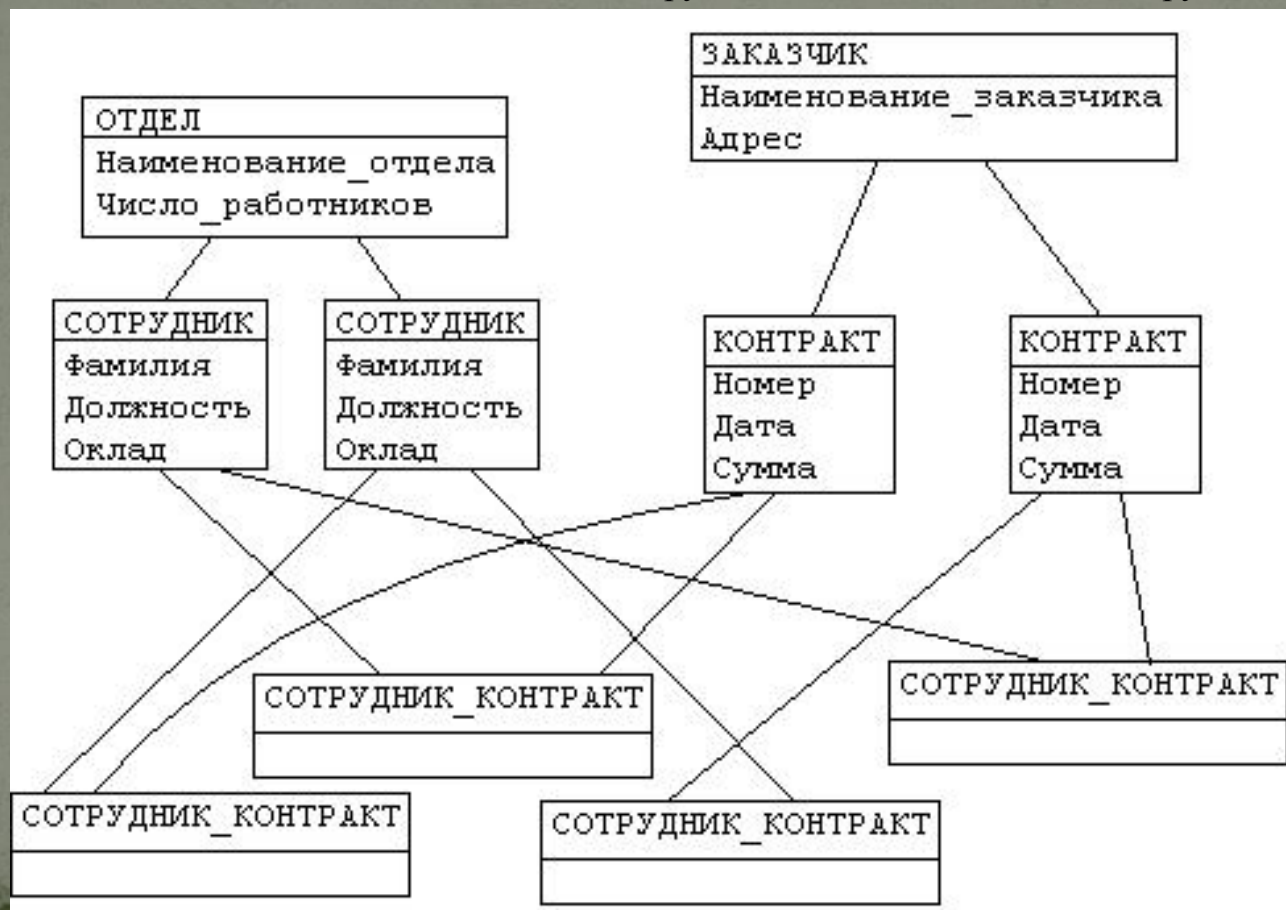 ЗАКАЗЧИК
Наименование_заказчика
Адрес
ОТДЕЛ
Наименование_отдела
Число_работников
СОТРУДНИК
Фамилия
Должность
Оклад
СОТРУДНИК
Фамилия
Должность
Оклад
КОНТРАКТ
Номер
Дата
Сумма
КОНТРАКТ
Номер
Дата
Сумма
СОТРУДНИК_КОНТРАКТ
СОТРУДНИК_КОНТРАКТ
СОТРУДНИК_КОНТРАКТ
СОТРУДНИК_КОНТРАКТ